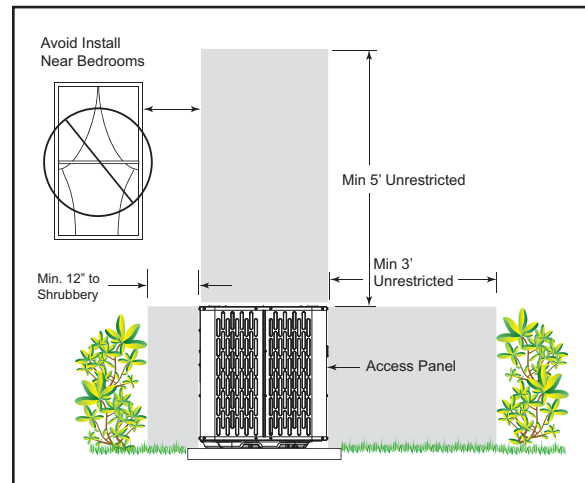 Avoid Install
Near Bedrooms
Min 5’ Unrestricted
Min. 12” to
Shrubbery
Min 3’
Unrestricted
Access Panel